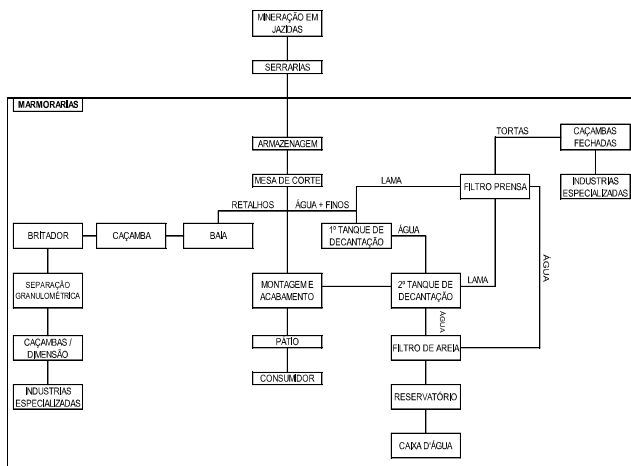 MINERAÇÃO EM
JAZIDAS
SERRARIAS
MARMORARIAS
ARMAZENAGEM
MESA DE CORTE
RETALHOS
ÁGUA + FINOS
LAMA
TORTAS
CAÇAMBAS
FECHADAS
FILTRO PRENSA
INDUSTRIAS
ESPECIALIZADAS
BRITADOR
CAÇAMBA
BAIA
1º TANQUE DE
DECANTAÇÃO
ÁGUA
SEPARAÇÃO
GRANULOMÉTRICA
MONTAGEM E
ACABAMENTO
2º TANQUE DE
DECANTAÇÃO
LAMA
ÁGUA
ÁGUA
CAÇAMBAS /
DIMENSÃO
PÁTIO
FILTRO DE AREIA
INDUSTRIAS
ESPECIALIZADAS
CONSUMIDOR
RESERVATÓRIO
CAIXA D'ÁGUA